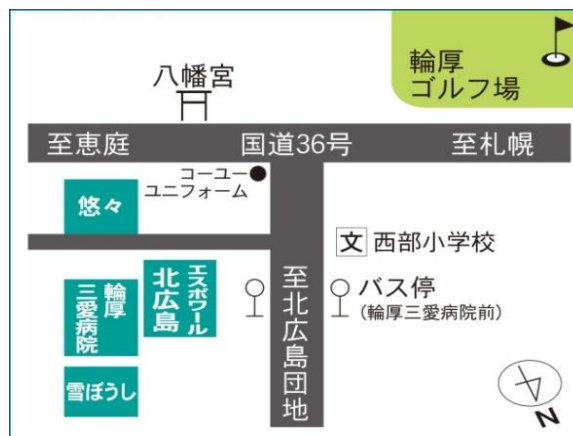 輪厚
ゴルフ場
八幡宮
至恵庭
国道36号
至札幌
コーユー
ユニフォーム
悠々
文
西部小学校
エスポワール
北広島
輪厚
三愛病院
至北広島団地
バス停
(輪厚三愛病院前)
雪ぼうし
N